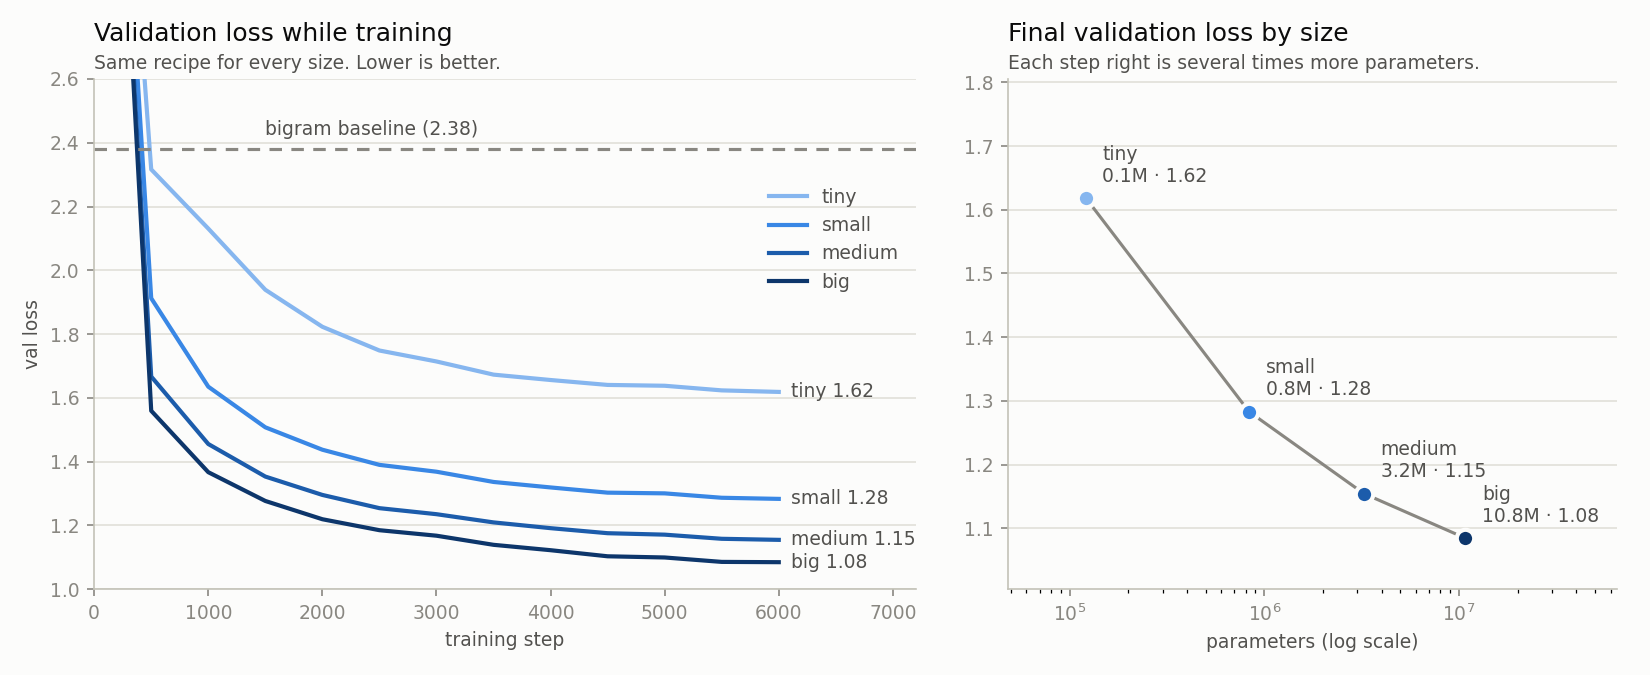 Validation loss while training
Same recipe for every size. Lower is better.
2.6
2.4
2.2
2.0
1.8
1.6
1.4
1.2
1.0
val loss
bigram baseline (2.38)
tiny
small
medium
big
tiny 1.62
small 1.28
medium 1.15
big 1.08
0 1000 2000 3000 4000 5000 6000 7000
training step
Final validation loss by size
Each step right is several times more parameters.
1.8
1.7
1.6
1.5
1.4
1.3
1.2
1.1
tiny
0.1M · 1.62
small
0.8M · 1.28
medium
3.2M · 1.15
big
10.8M · 1.08
10⁵ 10⁶ 10⁷
parameters (log scale)